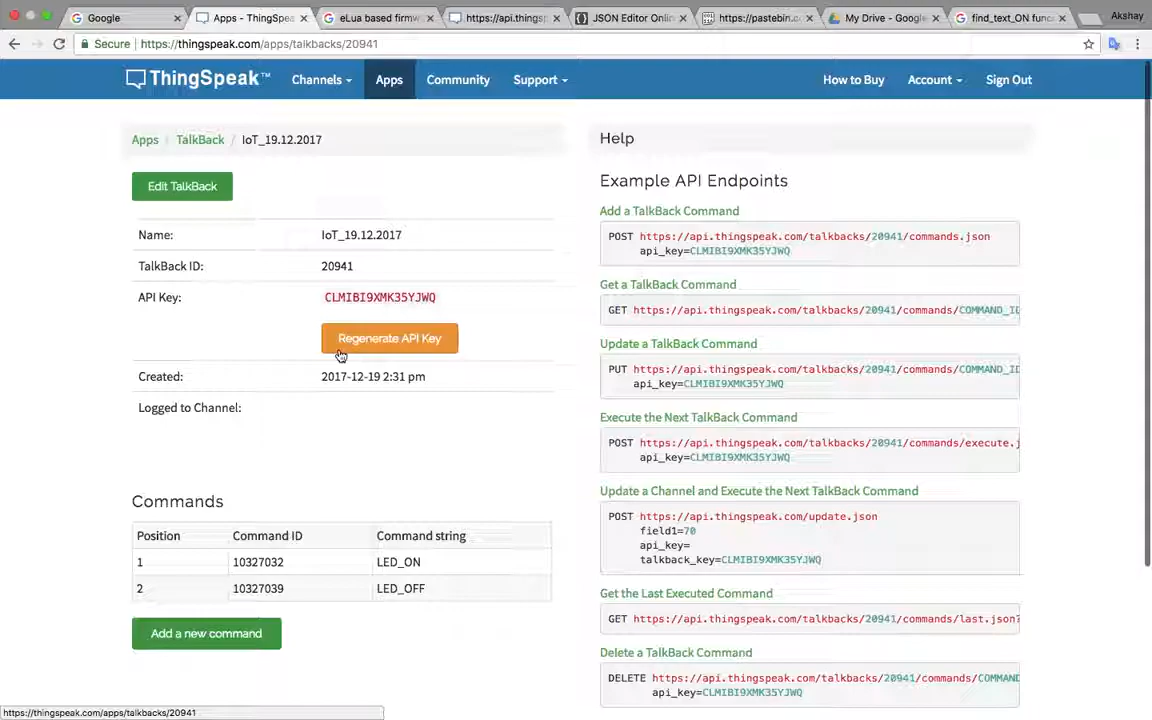 Google
Apps - ThingSpeak
eLua based firmw
https://api.thingsp
JSON Editor Onlin
https://pastebin.c
My Drive - Google
find_text_ON func
Akshay
Secure
https://thingspeak.com/apps/talkbacks/20941
ThingSpeak™
Channels
Apps
Community
Support
How to Buy
Account
Sign Out
Apps / TalkBack / IoT_19.12.2017
Edit TalkBack
Name: IoT_19.12.2017
TalkBack ID: 20941
API Key: CLMIBI9XMK35YJWQ
Regenerate API Key
Created: 2017-12-19 2:31 pm
Logged to Channel:
Commands
Position Command ID Command string
1 10327032 LED_ON
2 10327039 LED_OFF
Add a new command
Help
Example API Endpoints
Add a TalkBack Command
POST https://api.thingspeak.com/talkbacks/20941/commands.json
api_key=CLMIBI9XMK35YJWQ
Get a TalkBack Command
GET https://api.thingspeak.com/talkbacks/20941/commands/COMMAND_ID
Update a TalkBack Command
PUT https://api.thingspeak.com/talkbacks/20941/commands/COMMAND_ID
api_key=CLMIBI9XMK35YJWQ
Execute the Next TalkBack Command
POST https://api.thingspeak.com/talkbacks/20941/commands/execute.j
api_key=CLMIBI9XMK35YJWQ
Update a Channel and Execute the Next TalkBack Command
POST https://api.thingspeak.com/update.json
field1=70
api_key=
talkback_key=CLMIBI9XMK35YJWQ
Get the Last Executed Command
GET https://api.thingspeak.com/talkbacks/20941/commands/last.json?
Delete a TalkBack Command
DELETE https://api.thingspeak.com/talkbacks/20941/commands/COMMAND
api_key=CLMIBI9XMK35YJWQ
https://thingspeak.com/apps/talkbacks/20941